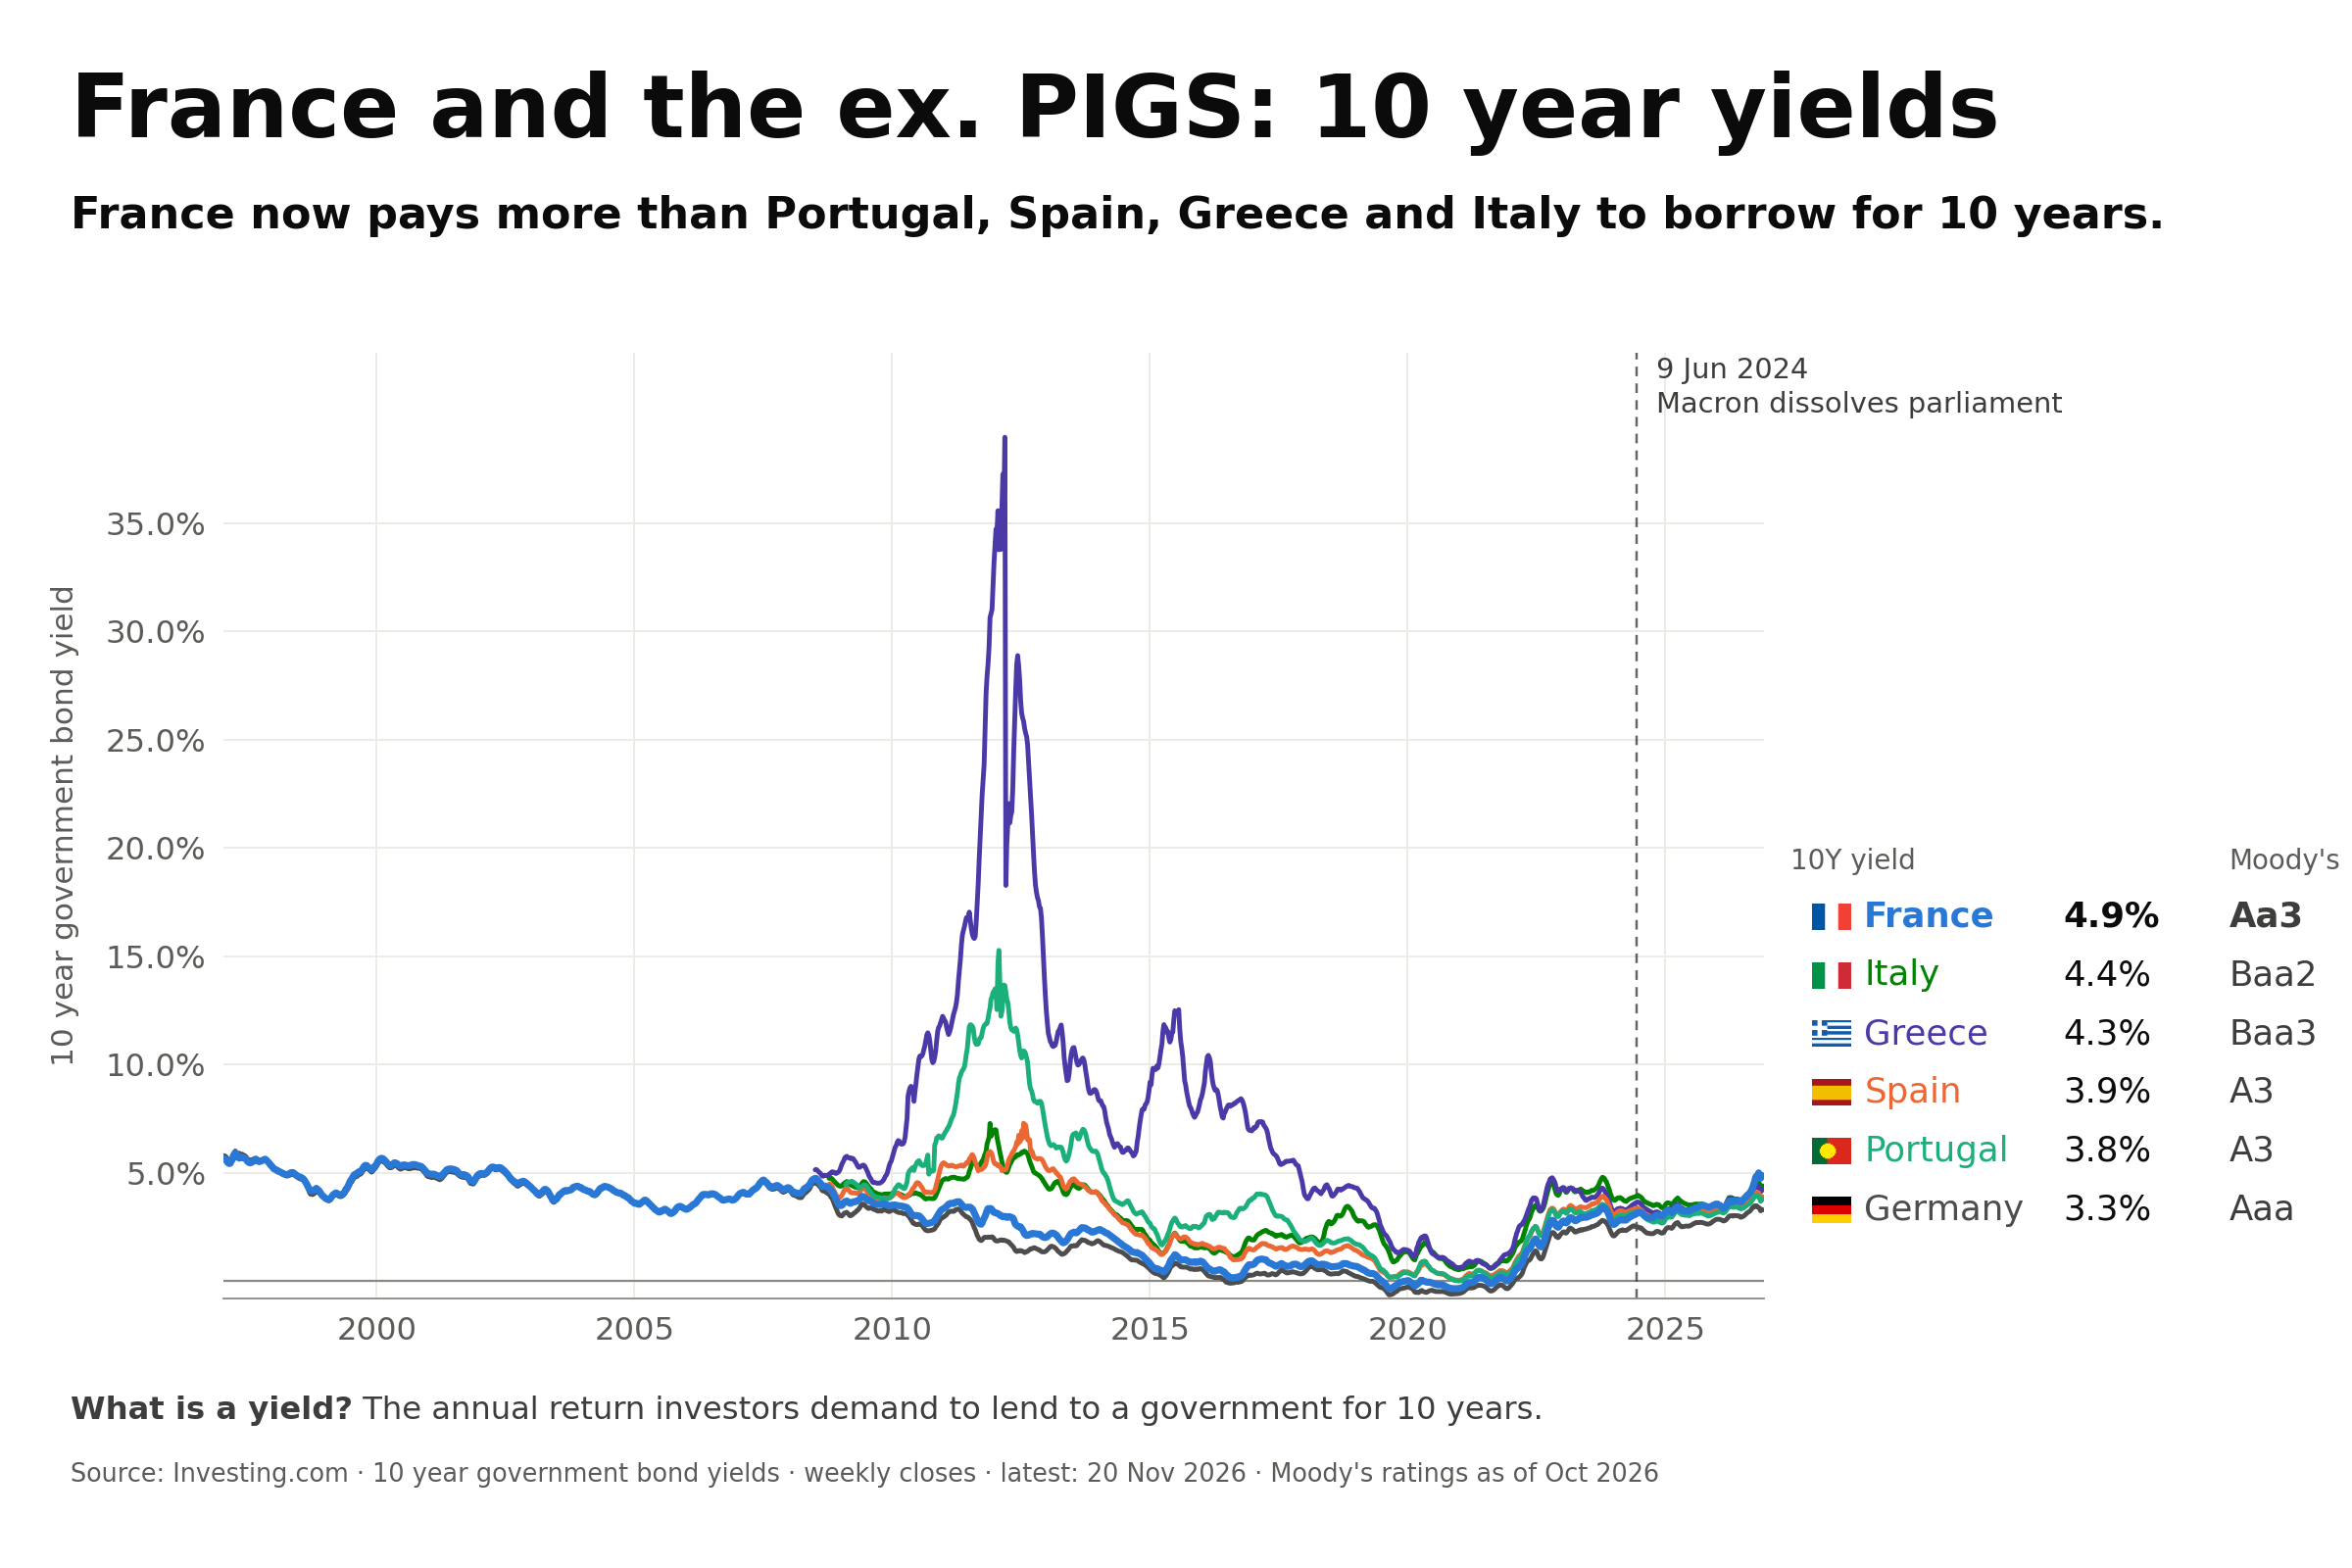 France and the ex. PIGS: 10 year yields
France now pays more than Portugal, Spain, Greece and Italy to borrow for 10 years.
9 Jun 2024
Macron dissolves parliament
10 year government bond yield
35.0%
30.0%
25.0%
20.0%
15.0%
10.0%
5.0%
2000 2005 2010 2015 2020 2025
10Y yield Moody's
France 4.9% Aa3
Italy 4.4% Baa2
Greece 4.3% Baa3
Spain 3.9% A3
Portugal 3.8% A3
Germany 3.3% Aaa
What is a yield? The annual return investors demand to lend to a government for 10 years.
Source: Investing.com · 10 year government bond yields · weekly closes · latest: 20 Nov 2026 · Moody's ratings as of Oct 2026